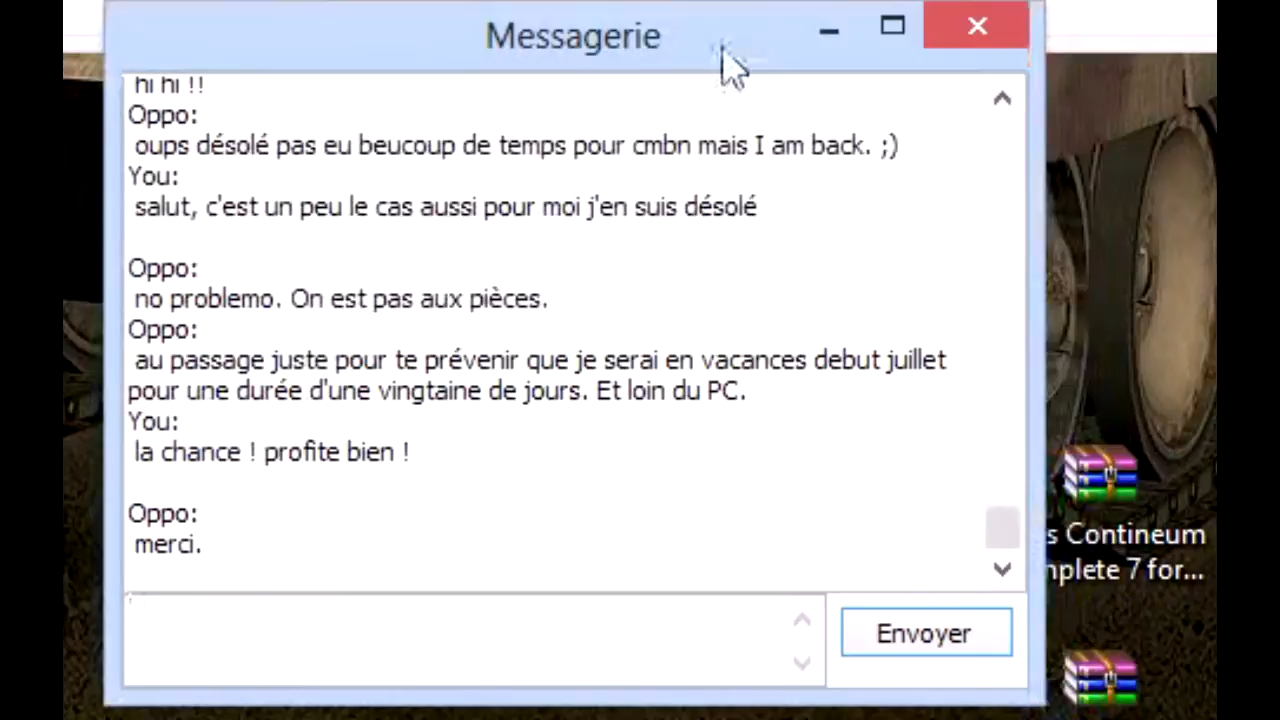 Messagerie
hi hi !!
Oppo:
oups désolé pas eu beucoup de temps pour cmbn mais I am back. ;)
You:
salut, c'est un peu le cas aussi pour moi j'en suis désolé
Oppo:
no problemo. On est pas aux pièces.
Oppo:
au passage juste pour te prévenir que je serai en vacances debut juillet
pour une durée d'une vingtaine de jours. Et loin du PC.
You:
la chance ! profite bien !
Oppo:
merci.
s Contineum
mplete 7 for...
Envoyer